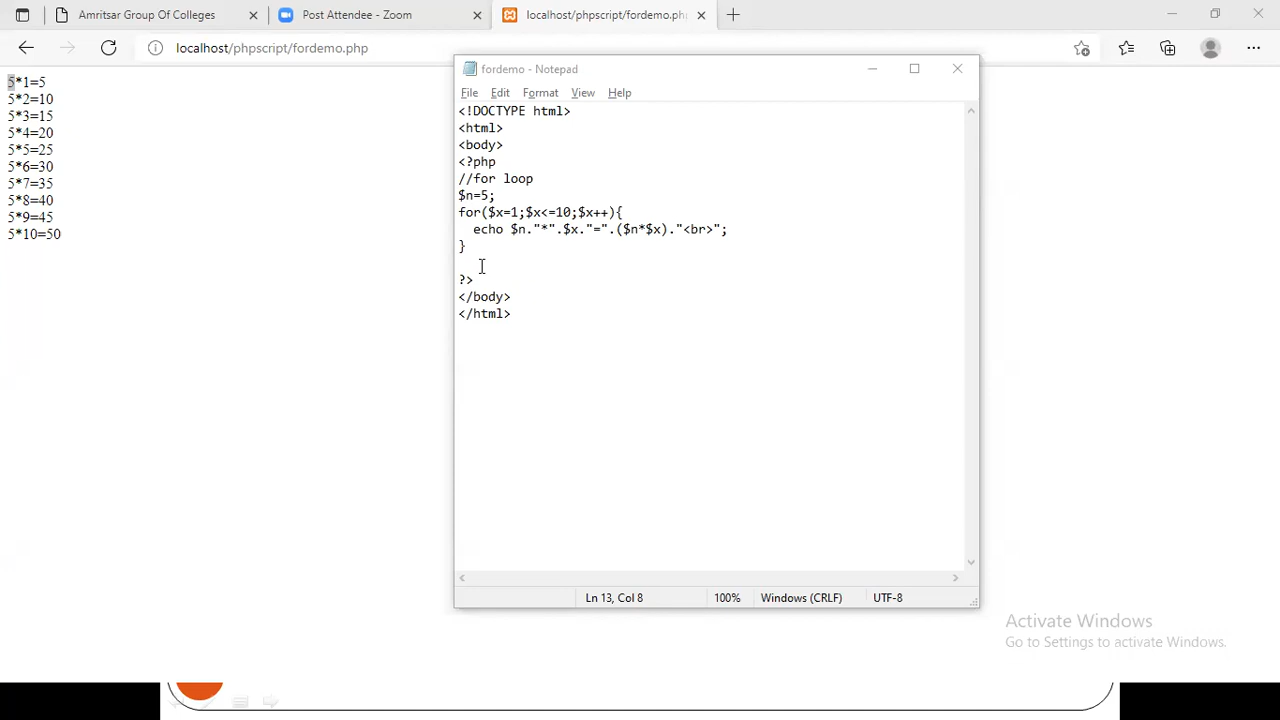 Amritsar Group Of Colleges
Post Attendee - Zoom
localhost/phpscript/fordemo.php
localhost/phpscript/fordemo.php
5*1=5
5*2=10
5*3=15
5*4=20
5*5=25
5*6=30
5*7=35
5*8=40
5*9=45
5*10=50
fordemo - Notepad
File Edit Format View Help
<!DOCTYPE html>
<html>
<body>
<?php
//for loop
$n=5;
for($x=1;$x<=10;$x++){
echo $n."*".$x."=".($n*$x)."<br>";
}
?>
</body>
</html>
Ln 13, Col 8 100% Windows (CRLF) UTF-8
Activate Windows
Go to Settings to activate Windows.